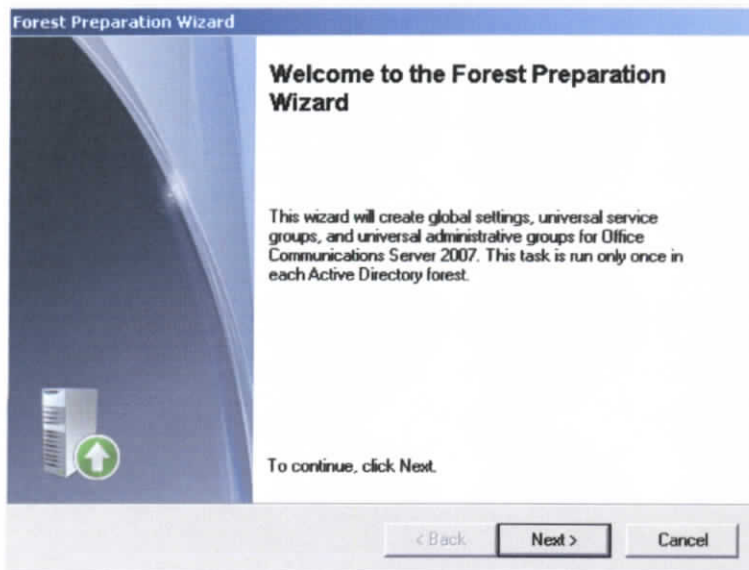 Forest Preparation Wizard
Welcome to the Forest Preparation
Wizard
This wizard will create global settings, universal service
groups, and universal administrative groups for Office
Communications Server 2007. This task is run only once in
each Active Directory forest.
To continue, click Next.
< Back
Next >
Cancel